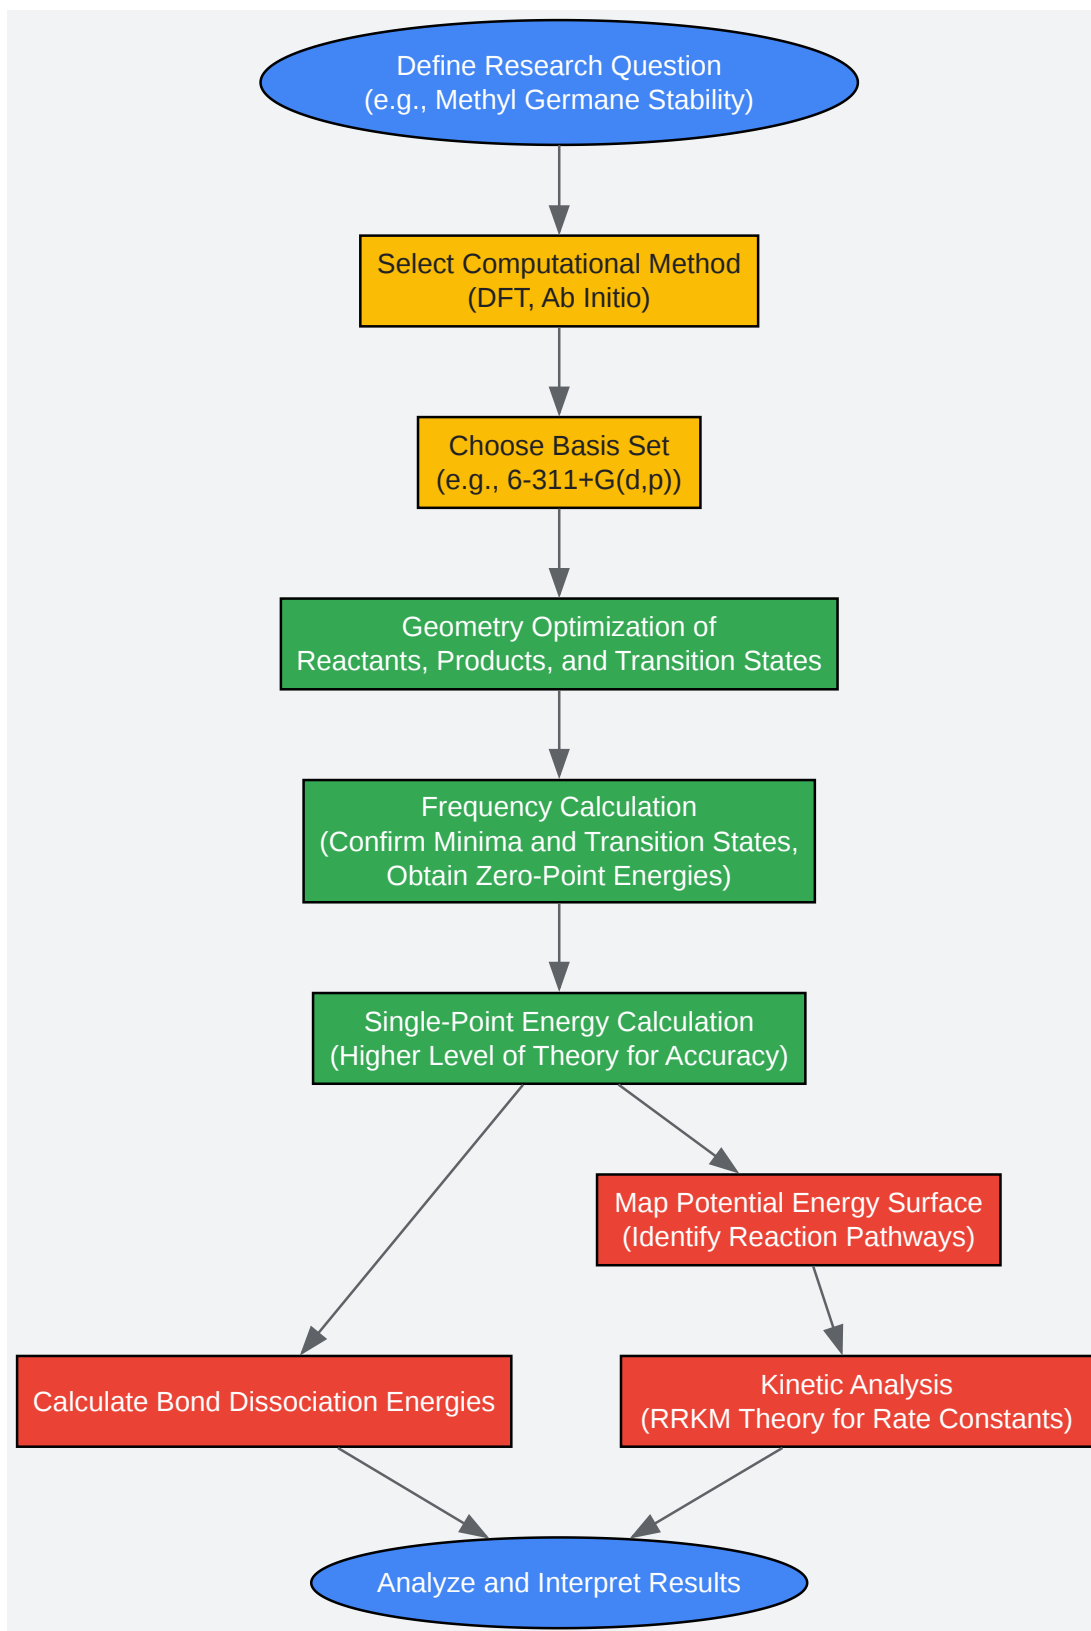 Define Research Question
(e.g., Methyl Germane Stability)
Select Computational Method
(DFT, Ab Initio)
Choose Basis Set
(e.g., 6-311+G(d,p))
Geometry Optimization of
Reactants, Products, and Transition States
Frequency Calculation
(Confirm Minima and Transition States,
Obtain Zero-Point Energies)
Single-Point Energy Calculation
(Higher Level of Theory for Accuracy)
Map Potential Energy Surface
(Identify Reaction Pathways)
Calculate Bond Dissociation Energies
Kinetic Analysis
(RRKM Theory for Rate Constants)
Analyze and Interpret Results